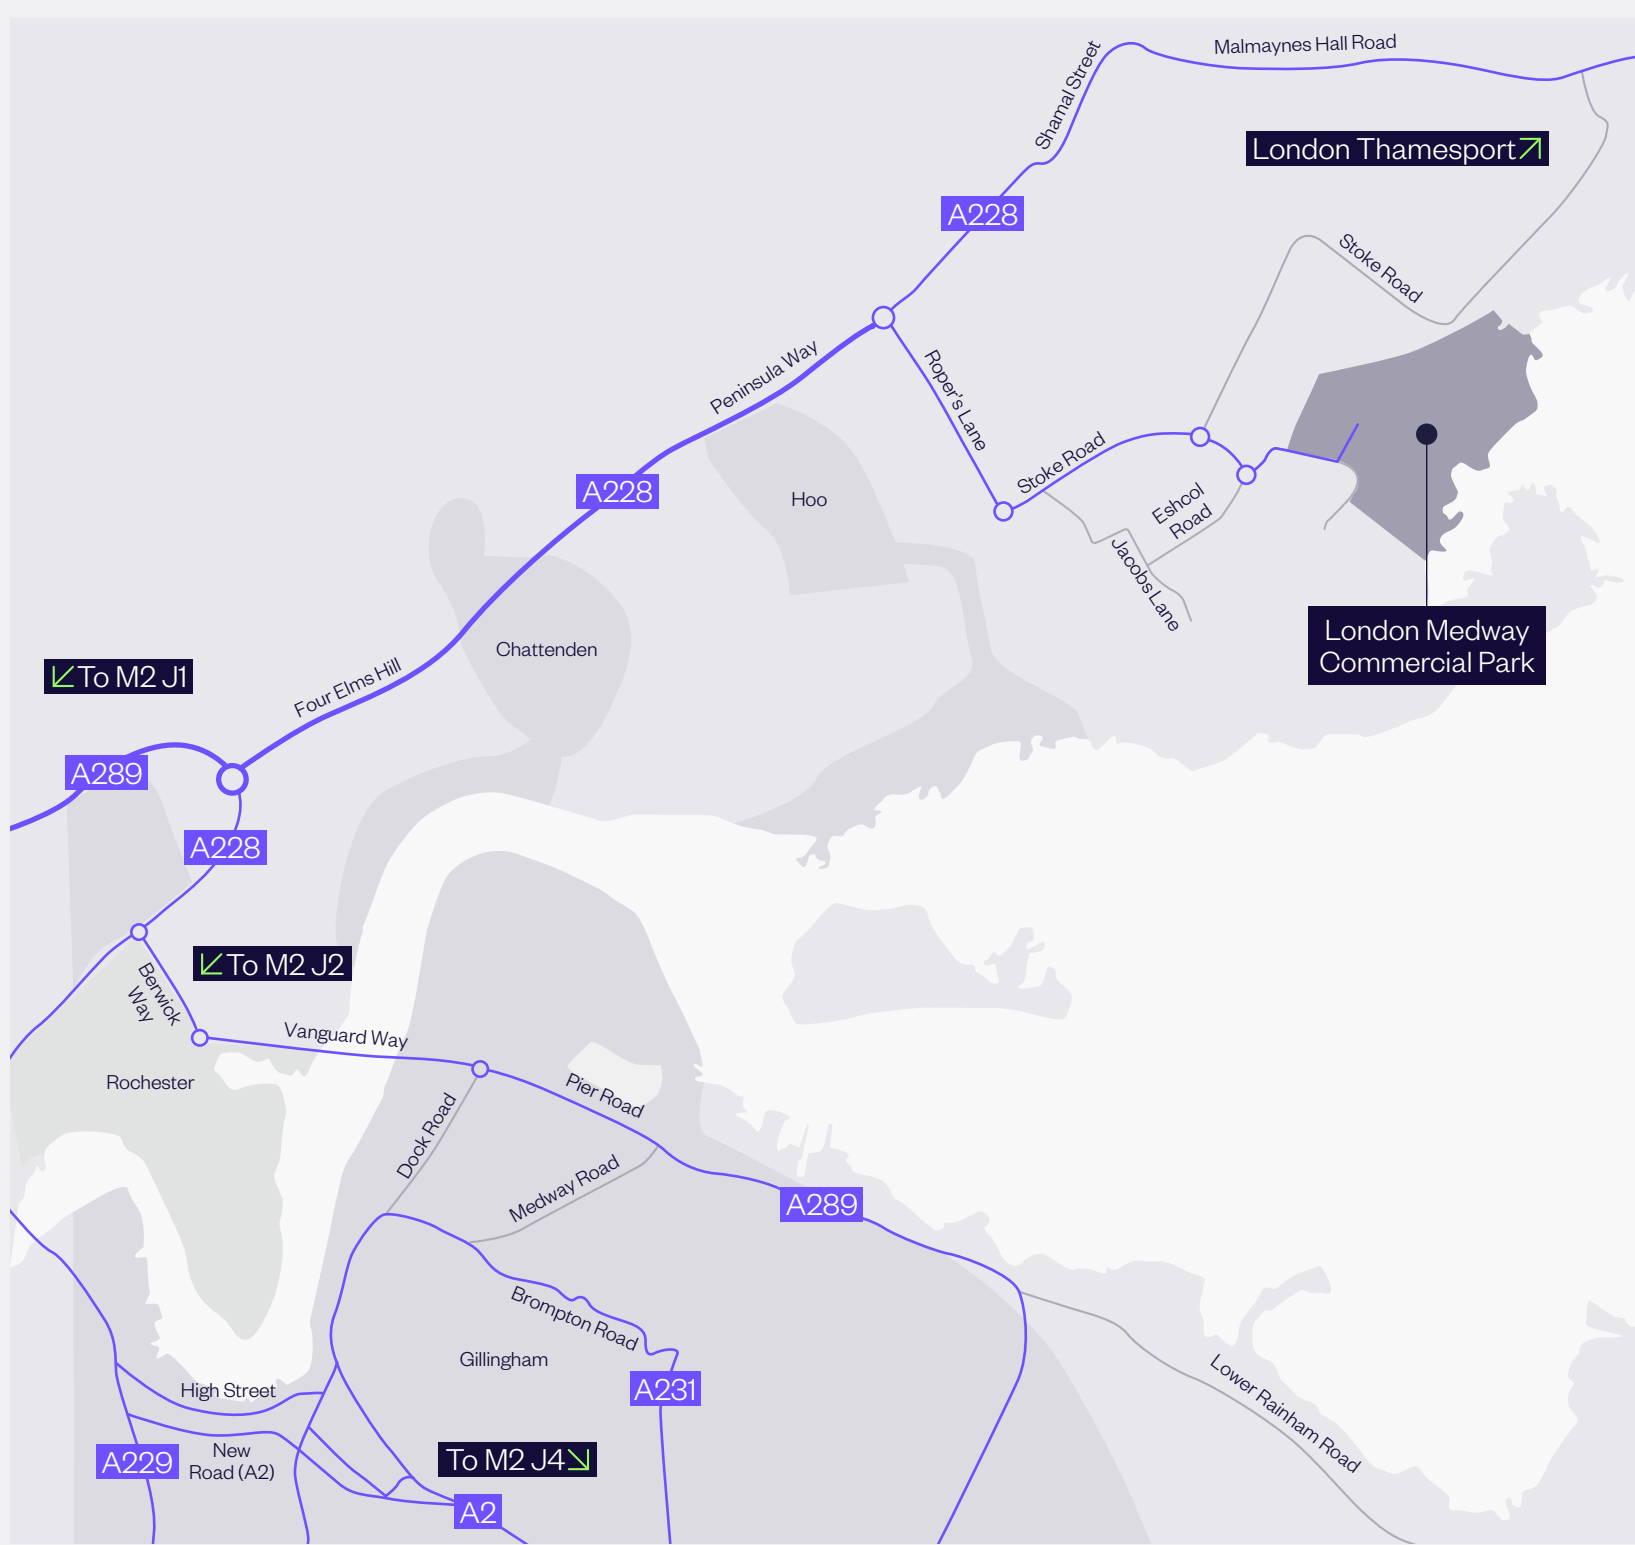 Malmaynes Hall Road
Shamal Street
London Thamesport
A228
Stoke Road
Peninsula Way
Roper's Lane
Stoke Road
A228
Hoo
Eshcol
Road
Jacobs Lane
London Medway
Commercial Park
Chattenden
To M2 J1
Four Elms Hill
A289
A228
To M2 J2
Berwick
Way
Vanguard Way
Rochester
Pier Road
Dock Road
Medway Road
A289
Brompton Road
Gillingham
A231
High Street
Lower Rainham Road
New
Road (A2)
A229
To M2 J4
A2